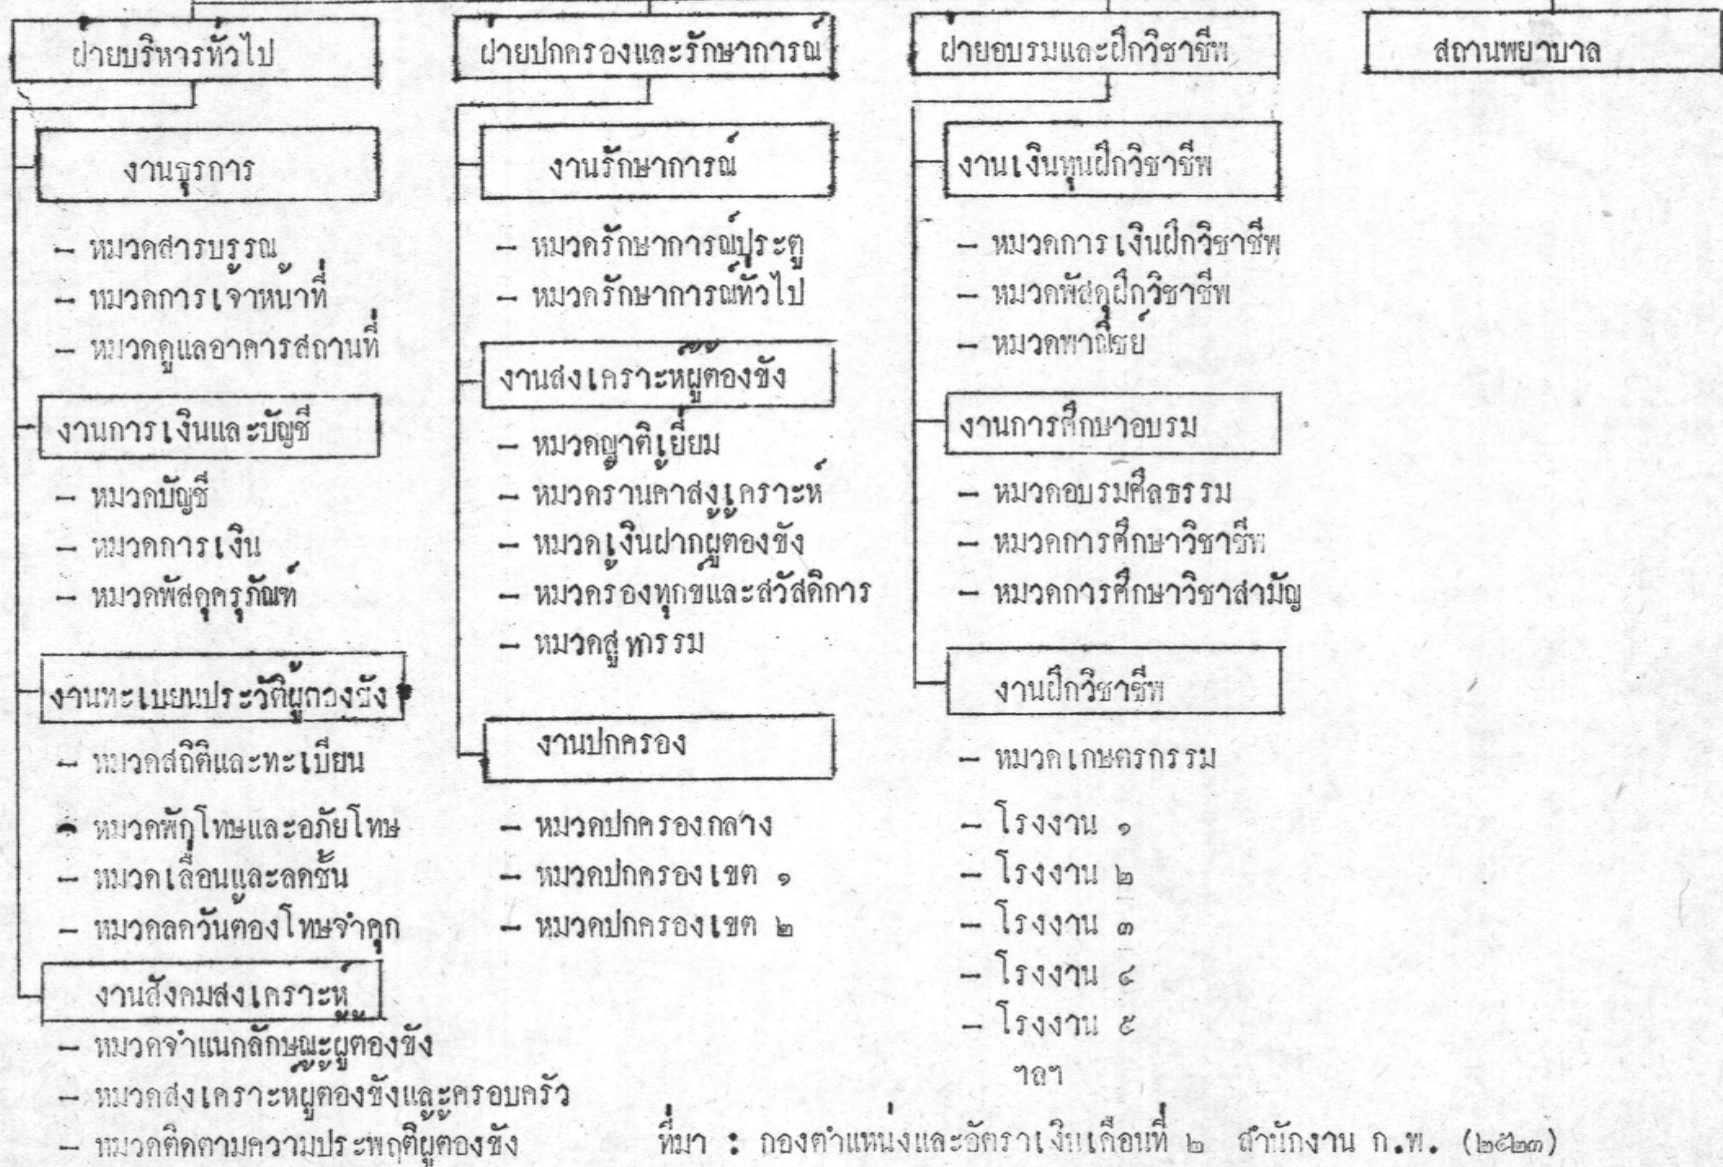 ฝ่ายบริหารทั่วไป
งานธุรการ
- หมวดสารบรรณ
- หมวดการเจ้าหน้าที่
- หมวดดูแลอาคารสถานที่
งานการเงินและบัญชี
- หมวดบัญชี
- หมวดการเงิน
- หมวดพัสดุครุภัณฑ์
งานทะเบียนประวัติผู้ต้องขัง
- หมวดสถิติและทะเบียน
- หมวดพักโทษและอภัยโทษ
- หมวดเลื่อนและลดชั้น
- หมวดลดวันต้องโทษจำคุก
งานสังคมสงเคราะห์
- หมวดจำแนกลักษณะผู้ต้องขัง
- หมวดสงเคราะห์ผู้ต้องขังและครอบครัว
- หมวดติดตามความประพฤติผู้ต้องขัง
ฝ่ายปกครองและรักษาการณ์
งานรักษาการณ์
- หมวดรักษาการณ์ประตู
- หมวดรักษาการณ์ทั่วไป
งานสงเคราะห์ผู้ต้องขัง
- หมวดญาติเยี่ยม
- หมวดร้านค้าสงเคราะห์
- หมวดเงินฝากผู้ต้องขัง
- หมวดร้องทุกข์และสวัสดิการ
- หมวดสูทกรรม
งานปกครอง
- หมวดปกครองกลาง
- หมวดปกครองเขต ๑
- หมวดปกครองเขต ๒
ฝ่ายอบรมและฝึกวิชาชีพ
งานเงินทุนฝึกวิชาชีพ
- หมวดการเงินฝึกวิชาชีพ
- หมวดพัสดุฝึกวิชาชีพ
- หมวดพาณิชย์
งานการศึกษาอบรม
- หมวดอบรมศีลธรรม
- หมวดการศึกษาวิชาชีพ
- หมวดการศึกษาวิชาสามัญ
งานฝึกวิชาชีพ
- หมวดเกษตรกรรม
- โรงงาน ๑
- โรงงาน ๒
- โรงงาน ๓
- โรงงาน ๔
- โรงงาน ๕
ฯลฯ
สถานพยาบาล
ที่มา : กองตำแหน่งและอัตราเงินเดือนที่ ๒ สำนักงาน ก.พ. (๒๕๒๓)